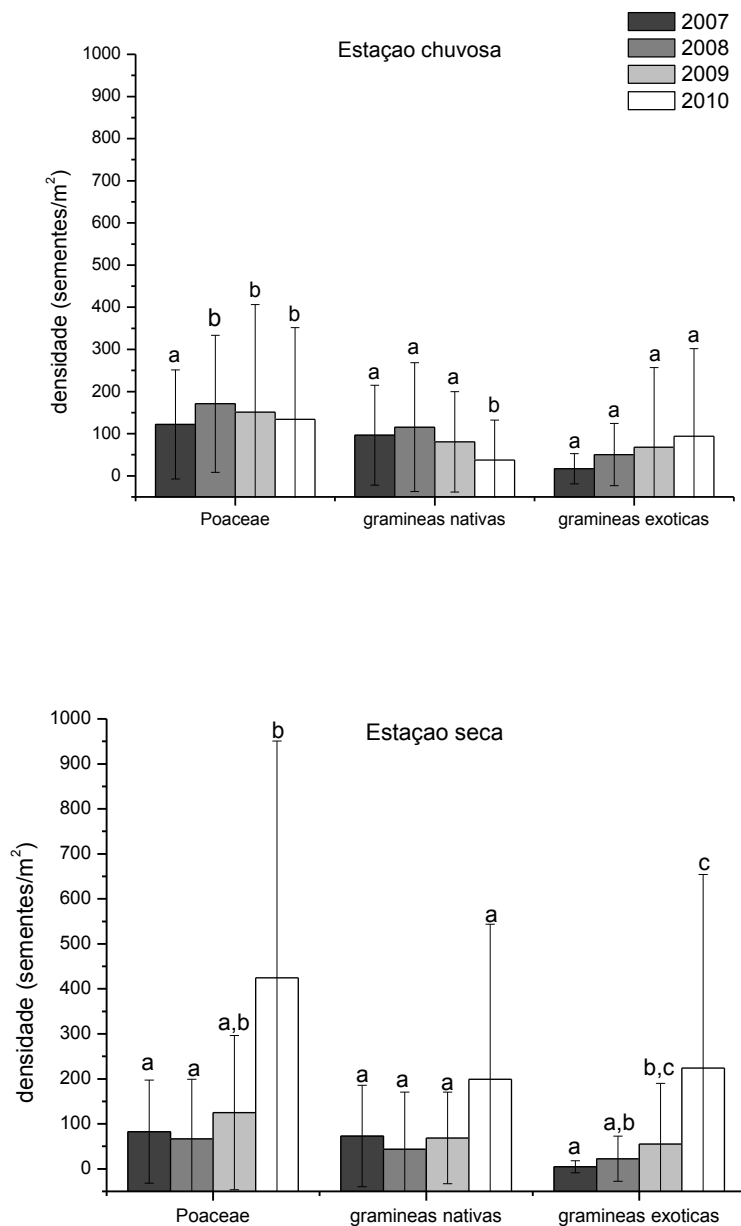 Estaçao chuvosa
2007
2008
2009
2010
densidade (sementes/m²)
1000
900
800
700
600
500
400
300
200
100
0
a b b b
a a a b
a a a a
Poaceae gramineas nativas gramineas exoticas
Estaçao seca
densidade (sementes/m²)
1000
900
800
700
600
500
400
300
200
100
0
a a a,b b
a a a a
a a,b b,c c
Poaceae gramineas nativas gramineas exoticas